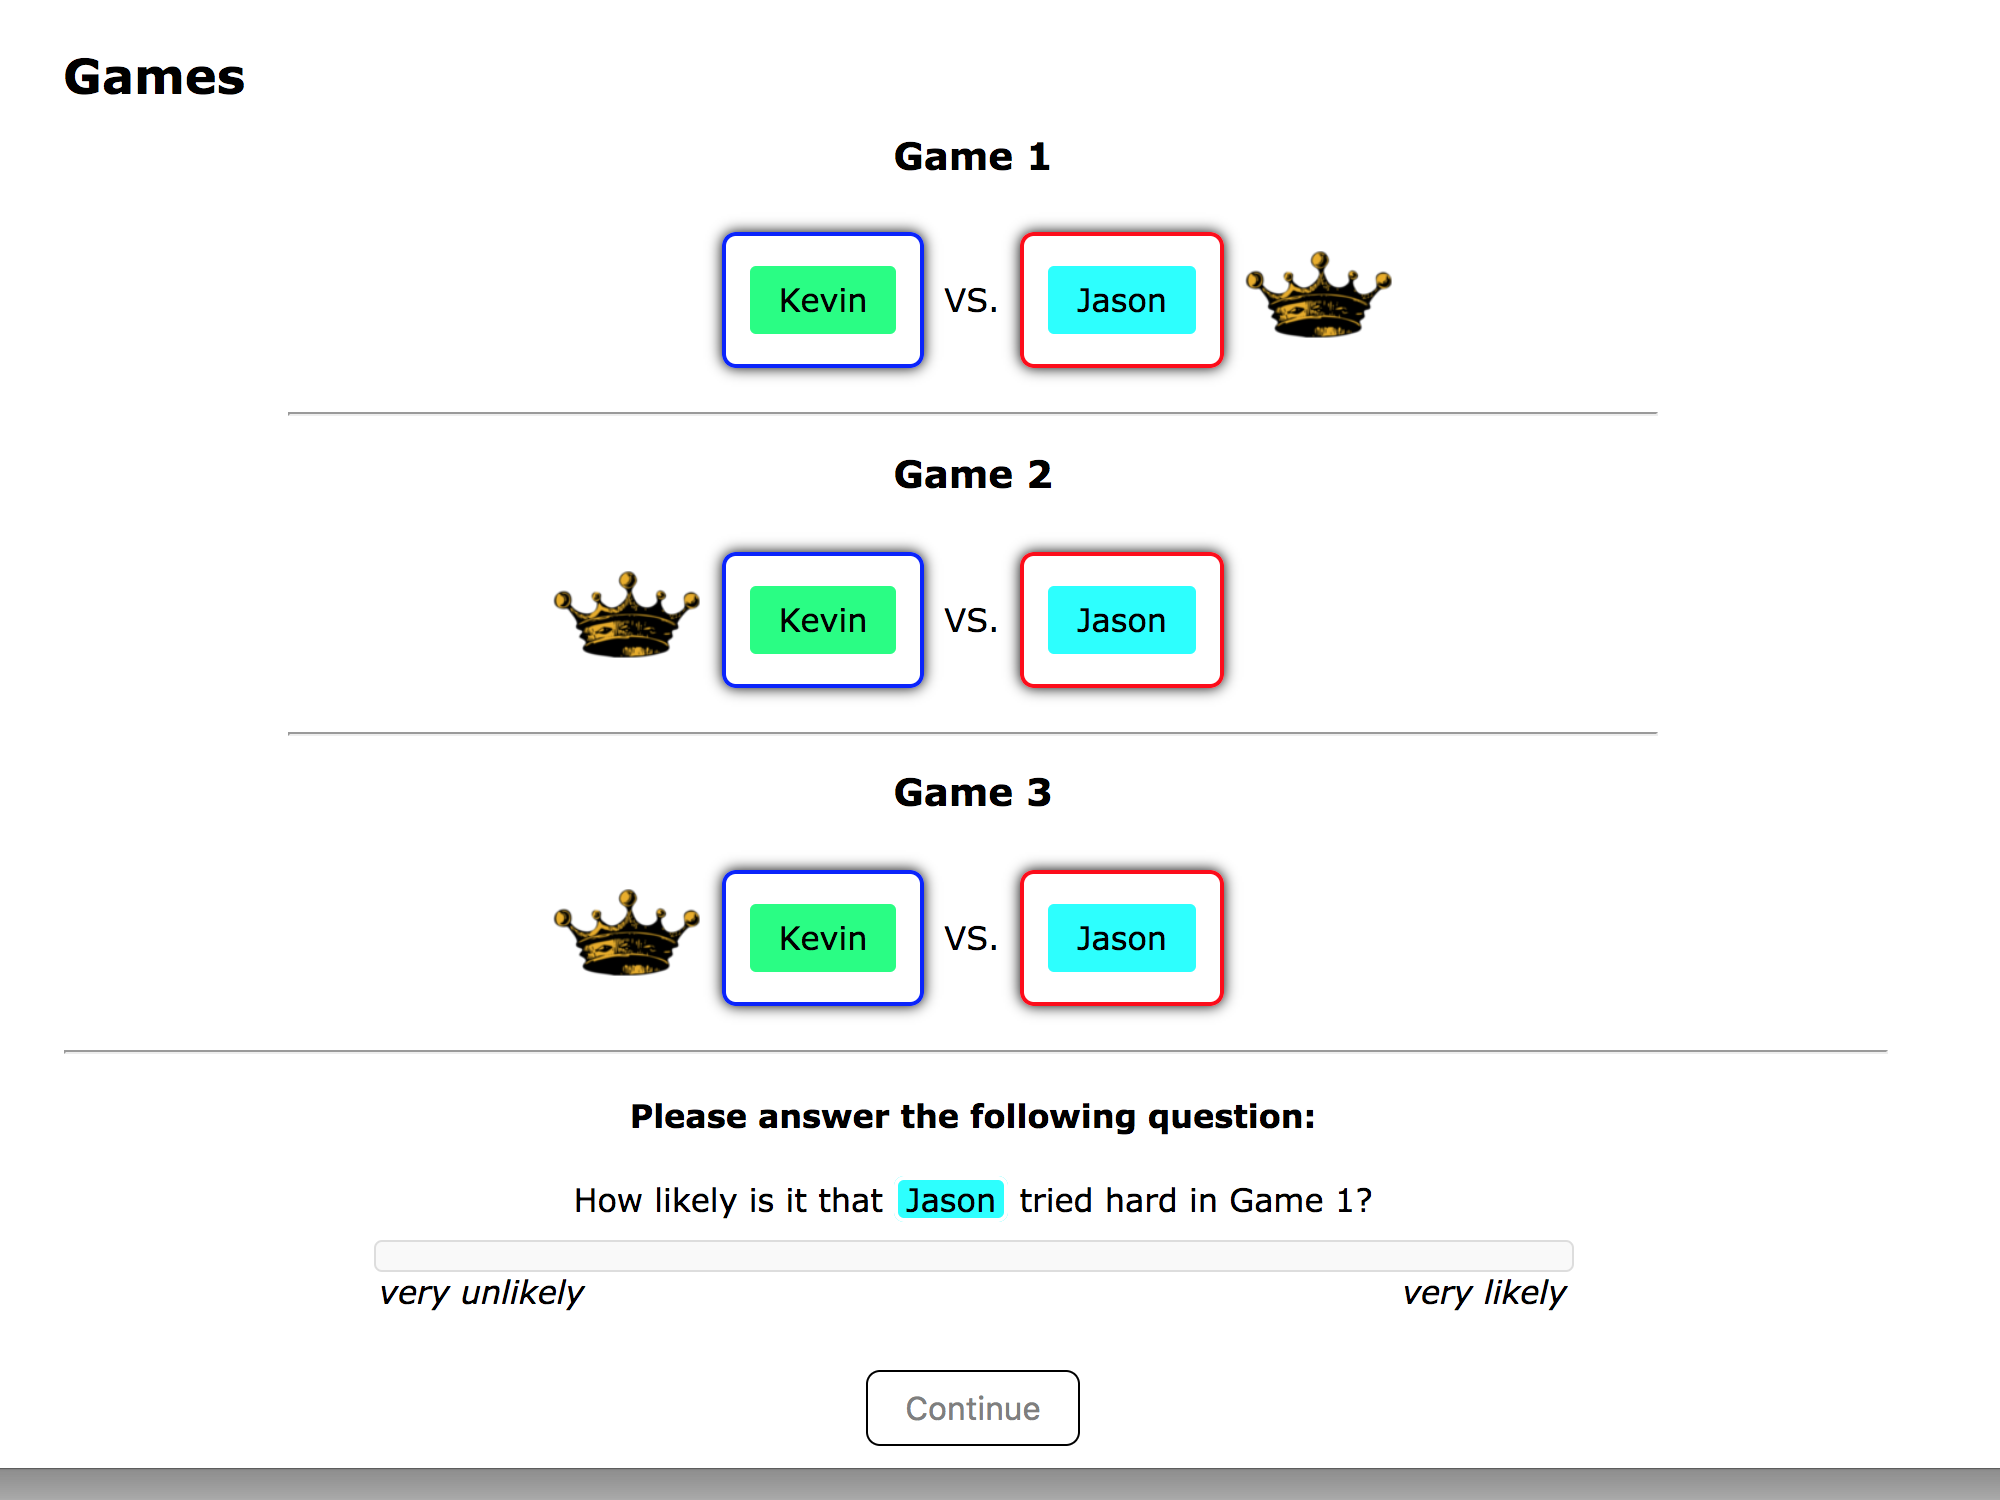 Games
Game 1
Kevin VS. Jason
Game 2
Kevin VS. Jason
Game 3
Kevin VS. Jason
Please answer the following question:
How likely is it that Jason tried hard in Game 1?
very unlikely very likely
Continue